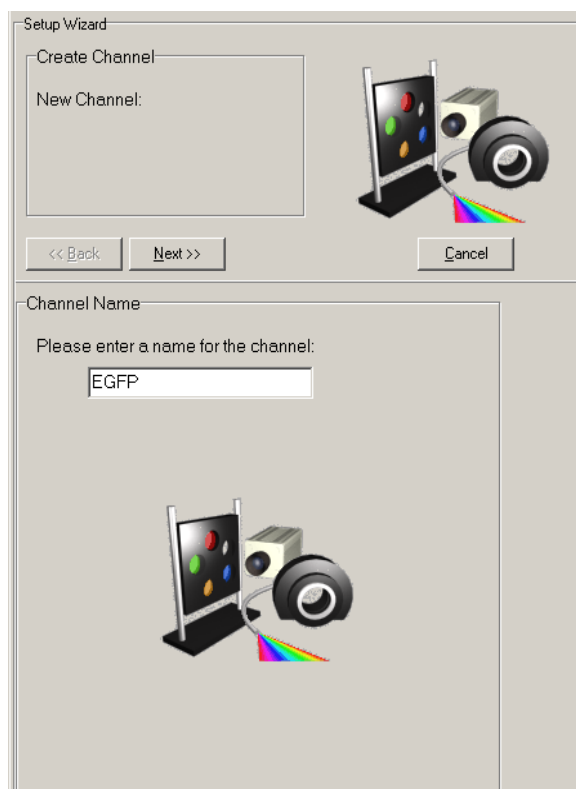 Setup Wizard
Create Channel
New Channel:
<< Back
Next >>
Cancel
Channel Name
Please enter a name for the channel:
EGFP